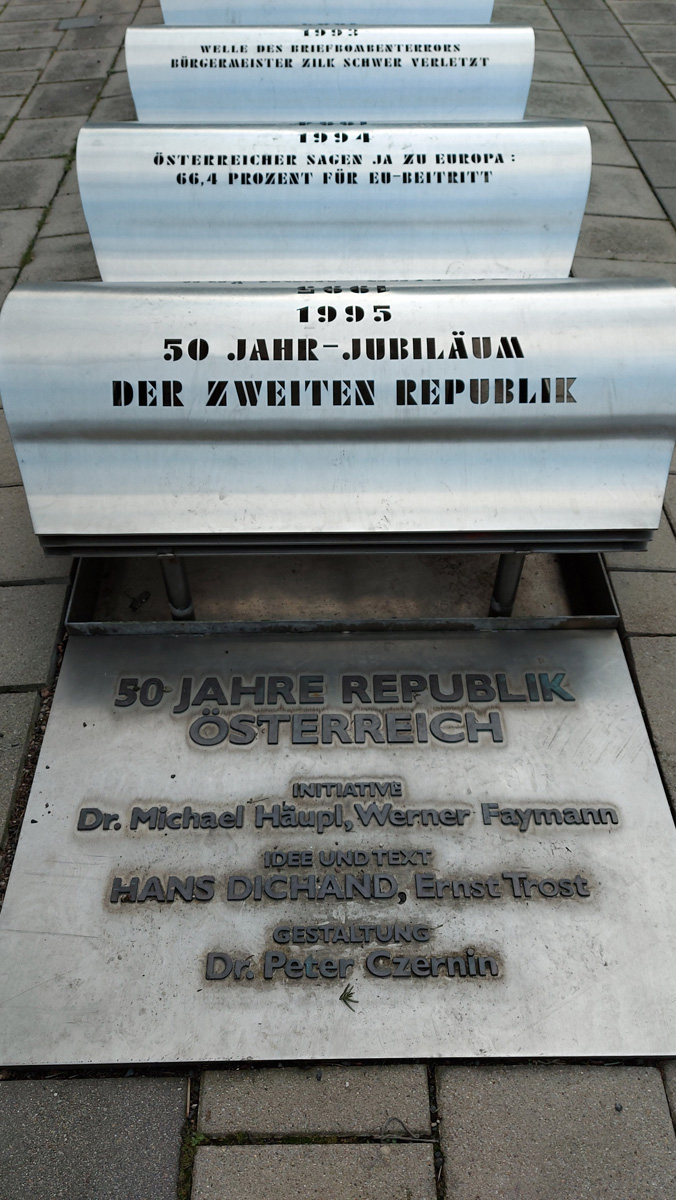 1993
WELLE DES BRIEFBOMBENTERRORS
BÜRGERMEISTER ZILK SCHWER VERLETZT
1994
ÖSTERREICHER SAGEN JA ZU EUROPA:
66,4 PROZENT FÜR EU-BEITRITT
1995
50 JAHR-JUBILÄUM
DER ZWEITEN REPUBLIK
50 JAHRE REPUBLIK
ÖSTERREICH
INITIATIVE
Dr. Michael Häupl, Werner Faymann
IDEE UND TEXT
HANS DICHAND, Ernst Trost
GESTALTUNG
Dr. Peter Czernin